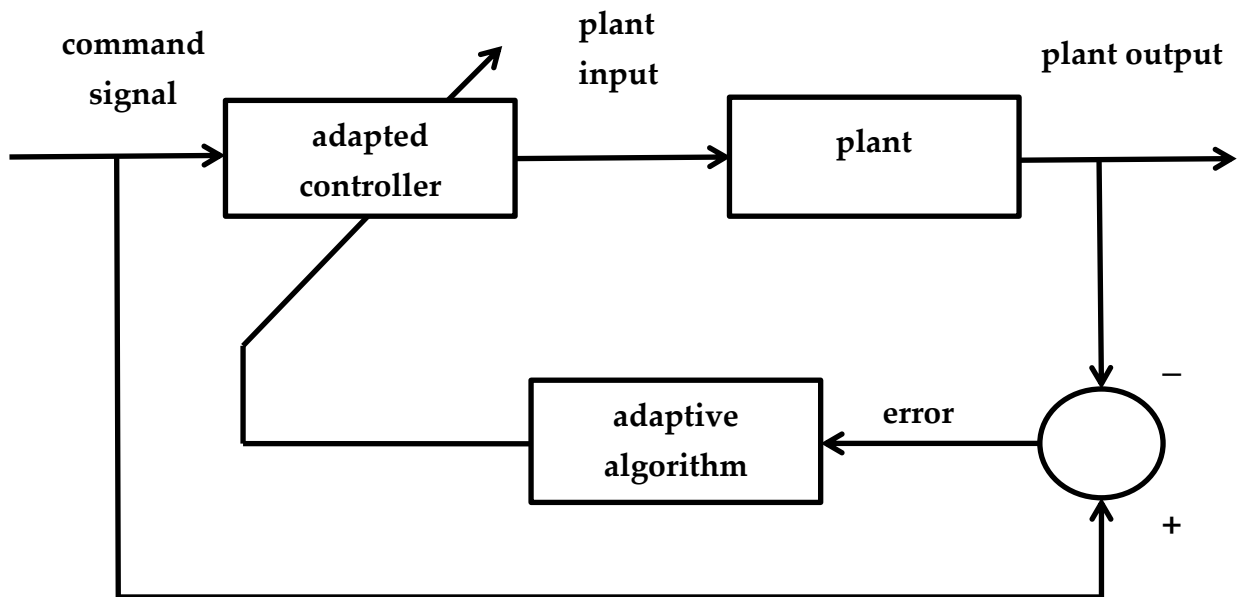 command
signal
plant
input
plant output
adapted
controller
plant
adaptive
algorithm
error
−
+